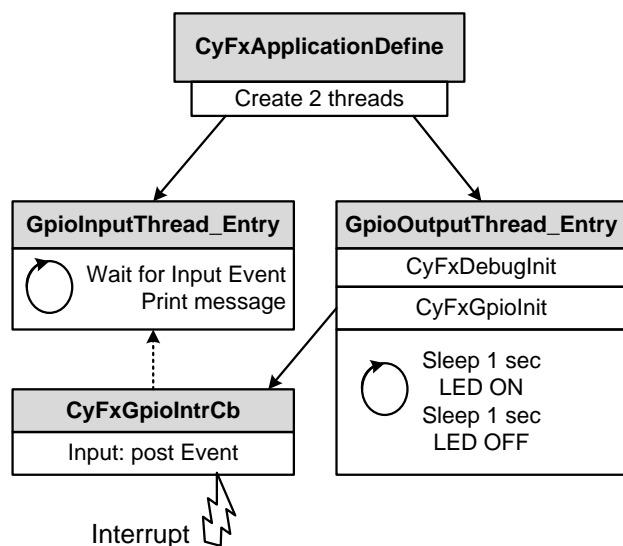 CyFxApplicationDefine
Create 2 threads
GpioInputThread_Entry
Wait for Input Event
Print message
GpioOutputThread_Entry
CyFxDebugInit
CyFxGpioInit
Sleep 1 sec
LED ON
Sleep 1 sec
LED OFF
CyFxGpioIntrCb
Input: post Event
Interrupt